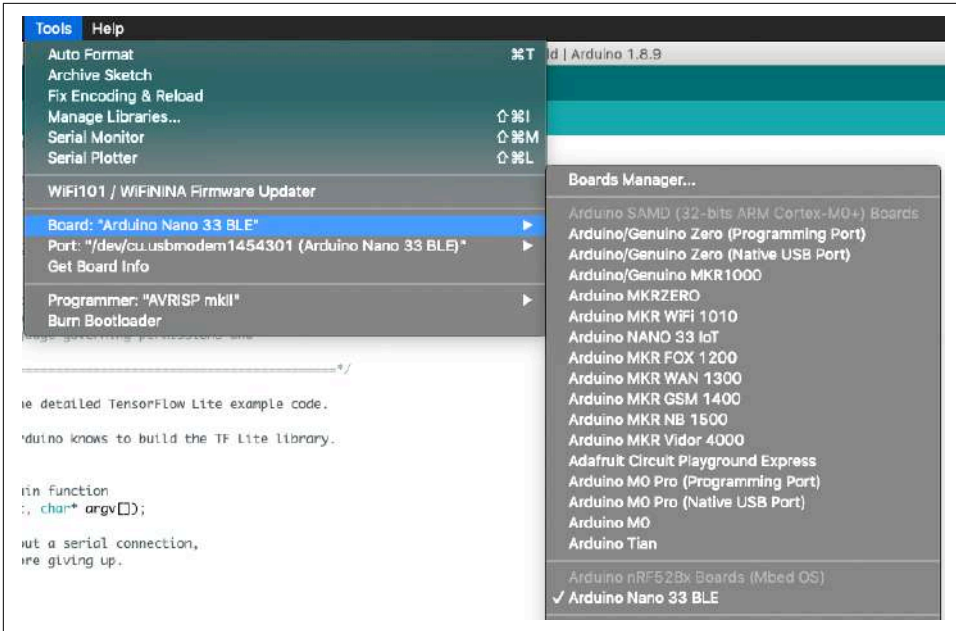 Tools Help
Auto Format ⌘T
ld | Arduino 1.8.9
Archive Sketch
Fix Encoding & Reload
Manage Libraries... ⇧⌘I
Serial Monitor ⇧⌘M
Serial Plotter ⇧⌘L
WiFi101 / WiFiNINA Firmware Updater
Board: "Arduino Nano 33 BLE"
Port: "/dev/cu.usbmodem1454301 (Arduino Nano 33 BLE)"
Get Board Info
Programmer: "AVRISP mkII"
Burn Bootloader
Boards Manager...
Arduino SAMD (32-bits ARM Cortex-M0+) Boards
Arduino/Genuino Zero (Programming Port)
Arduino/Genuino Zero (Native USB Port)
Arduino/Genuino MKR1000
Arduino MKRZERO
Arduino MKR WiFi 1010
Arduino NANO 33 IoT
Arduino MKR FOX 1200
Arduino MKR WAN 1300
Arduino MKR GSM 1400
Arduino MKR NB 1500
Arduino MKR Vidor 4000
Adafruit Circuit Playground Express
Arduino M0 Pro (Programming Port)
Arduino M0 Pro (Native USB Port)
Arduino M0
Arduino Tian
Arduino nRF528x Boards (Mbed OS)
✓ Arduino Nano 33 BLE
governing permissions and
========================================*/
e detailed TensorFlow Lite example code.
rduino knows to build the TF Lite library.
in function
, char* argv[]);
ut a serial connection,
re giving up.